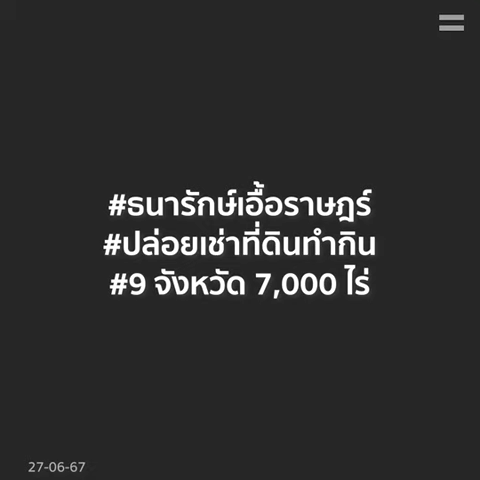 #ธนารักษ์เอื้อราษฎร์
#ปล่อยเช่าที่ดินทำกิน
#9 จังหวัด 7,000 ไร่
27-06-67